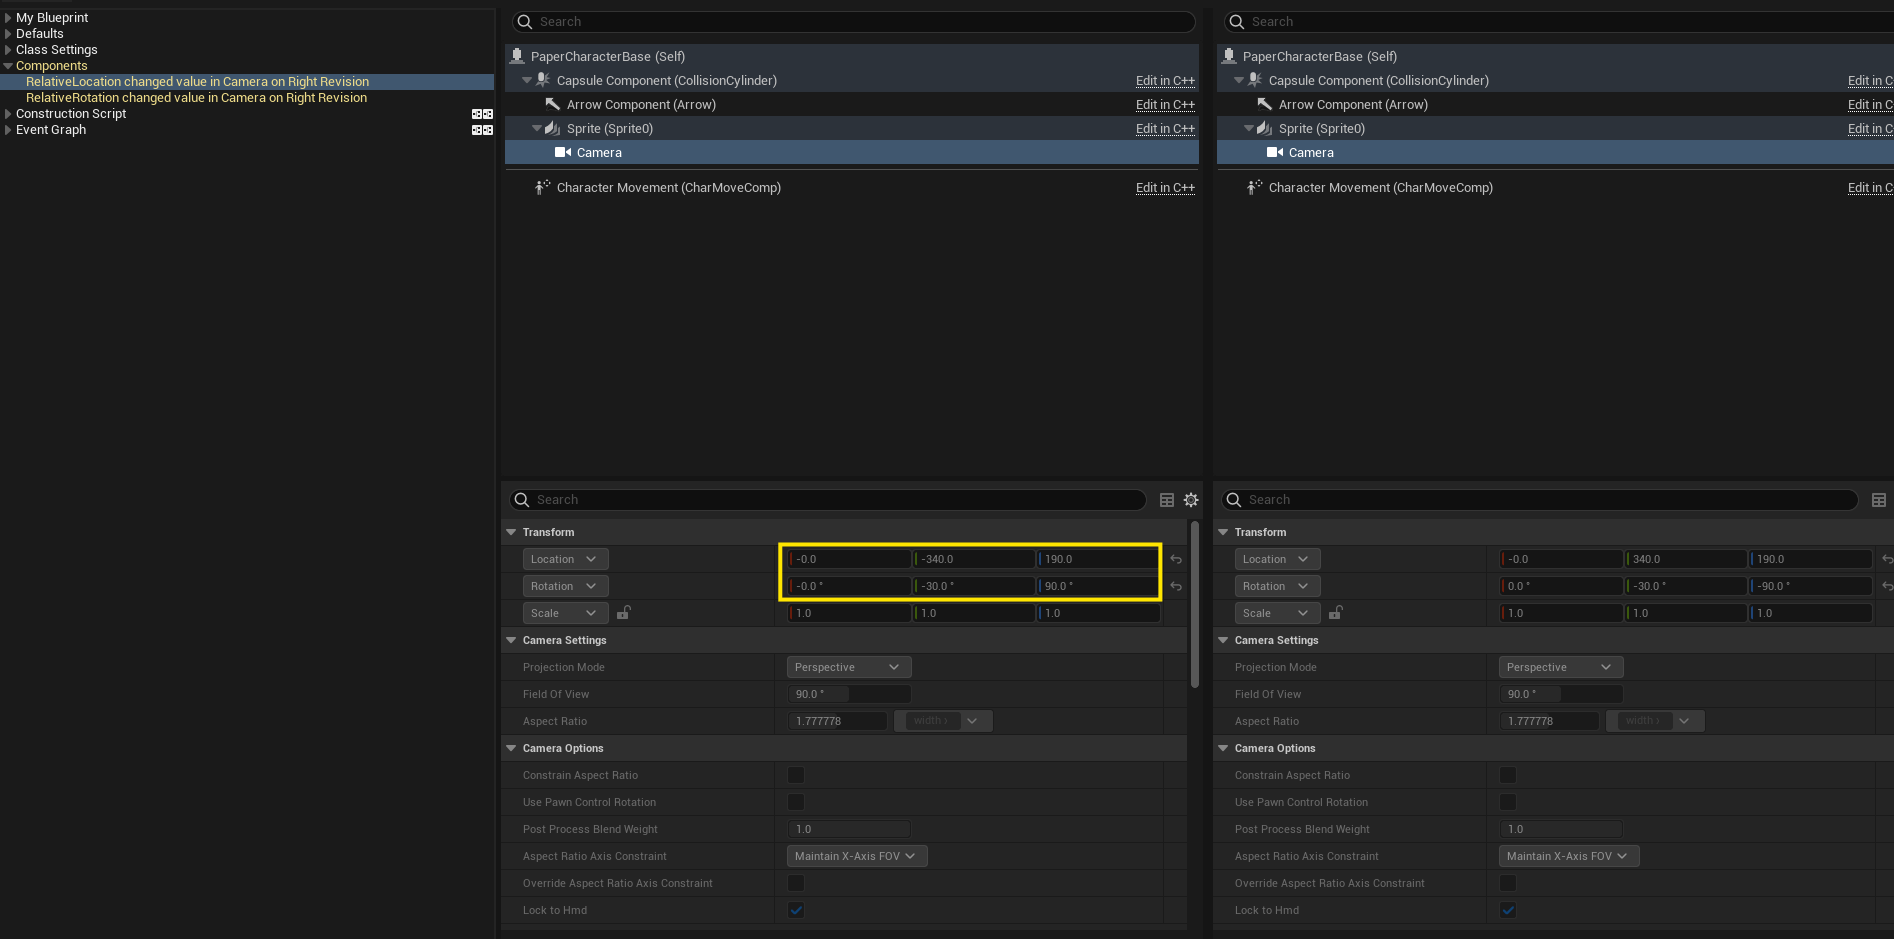 My Blueprint
Defaults
Class Settings
Components
RelativeLocation changed value in Camera on Right Revision
RelativeRotation changed value in Camera on Right Revision
Construction Script
Event Graph
Search
PaperCharacterBase (Self)
Capsule Component (CollisionCylinder) Edit in C++
Arrow Component (Arrow) Edit in C++
Sprite (Sprite0) Edit in C++
Camera
Character Movement (CharMoveComp) Edit in C++
Search
Transform
Location -0.0 -340.0 190.0
Rotation -0.0 ° -30.0 ° 90.0 °
Scale 1.0 1.0 1.0
Camera Settings
Projection Mode Perspective
Field Of View 90.0 °
Aspect Ratio 1.777778 width >
Camera Options
Constrain Aspect Ratio
Use Pawn Control Rotation
Post Process Blend Weight 1.0
Aspect Ratio Axis Constraint Maintain X-Axis FOV
Override Aspect Ratio Axis Constraint
Lock to Hmd
Search
PaperCharacterBase (Self)
Capsule Component (CollisionCylinder) Edit in C
Arrow Component (Arrow) Edit in C
Sprite (Sprite0) Edit in C
Camera
Character Movement (CharMoveComp) Edit in C
Search
Transform
Location -0.0 340.0 190.0
Rotation 0.0 ° -30.0 ° -90.0 °
Scale 1.0 1.0 1.0
Camera Settings
Projection Mode Perspective
Field Of View 90.0 °
Aspect Ratio 1.777778 width >
Camera Options
Constrain Aspect Ratio
Use Pawn Control Rotation
Post Process Blend Weight 1.0
Aspect Ratio Axis Constraint Maintain X-Axis FOV
Override Aspect Ratio Axis Constraint
Lock to Hmd